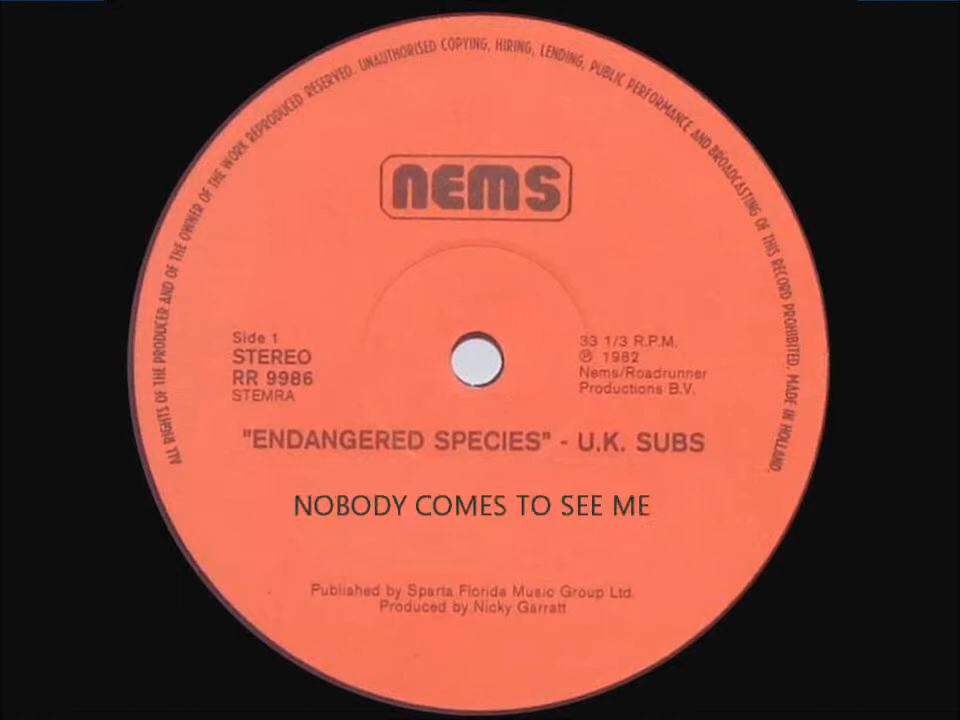 ALL RIGHTS OF THE PRODUCER AND OF THE OWNER OF THE WORK REPRODUCED RESERVED. UNAUTHORISED COPYING, HIRING, LENDING, PUBLIC PERFORMANCE AND BROADCASTING OF THIS RECORD PROHIBITED. MADE IN HOLLAND.
nems
Side 1
STEREO
RR 9986
STEMRA
33 1/3 R.P.M.
℗ 1982
Nems/Roadrunner
Productions B.V.
"ENDANGERED SPECIES" - U.K. SUBS
NOBODY COMES TO SEE ME
Published by Sparta Florida Music Group Ltd.
Produced by Nicky Garratt